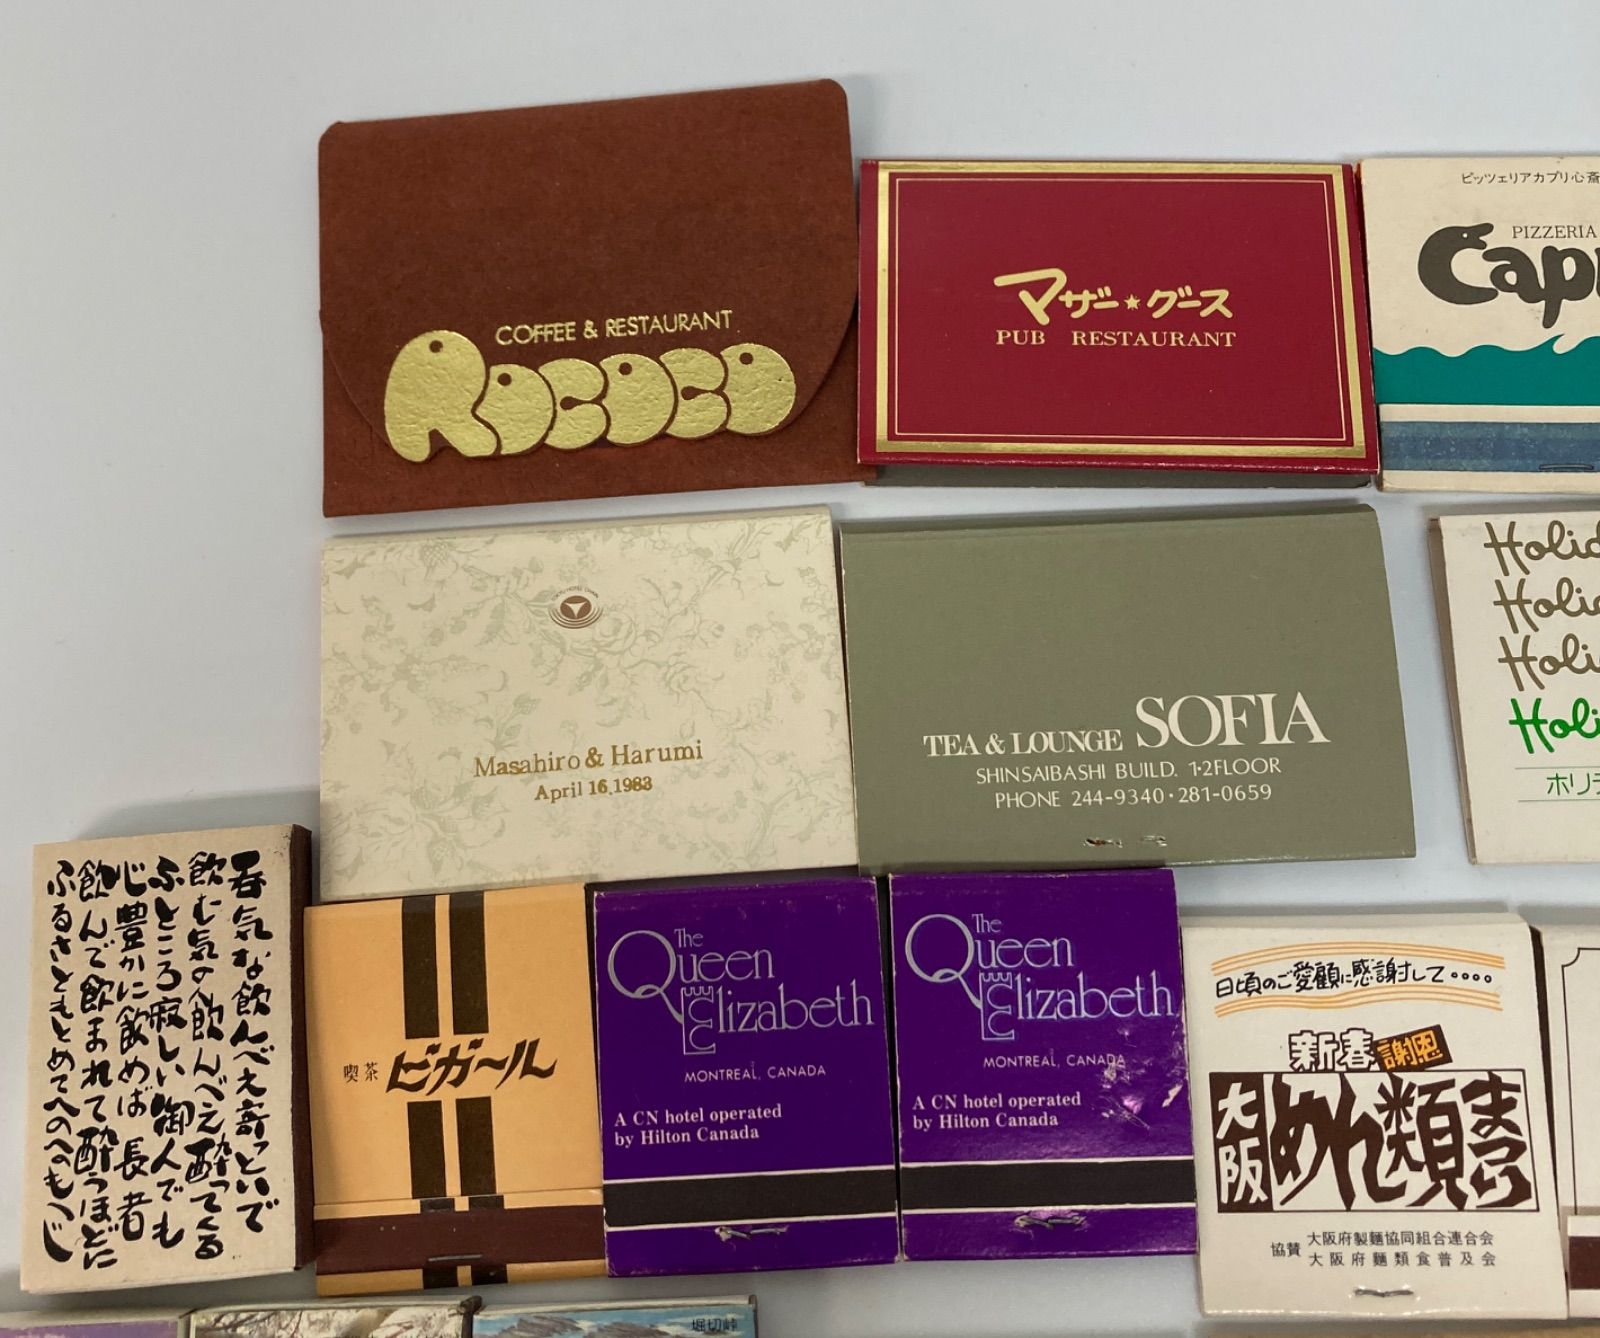 COFFEE & RESTAURANT
ROCOCO
マザー★グース
PUB RESTAURANT
ピッツェリアカプリ心斎
PIZZERIA
Cap
TOKYU HOTEL CHAIN
Masahiro & Harumi
April 16.1983
TEA & LOUNGE SOFIA
SHINSAIBASHI BUILD. 1・2FLOOR
PHONE 244-9340・281-0659
Holid
Holi
Holi
Holi
ホリデ
呑気な飲んべえ薪っといで
飲む気の飲んべえ酔ってくる
ふところ寂しい御人でも
心豊かに飲めば長者
飲んで飲まれて酔うほどに
ふるさともとめてへのへのもへじ
喫茶 ピガール
The
Queen
Elizabeth
MONTREAL, CANADA
A CN hotel operated
by Hilton Canada
The
Queen
Elizabeth
MONTREAL, CANADA
A CN hotel operated
by Hilton Canada
日頃のご愛顧に感謝して・・・・
新春謝恩
大阪めん類まつり
協賛 大阪府製麺協同組合連合会
大阪府麺類食普及会
堀切峠